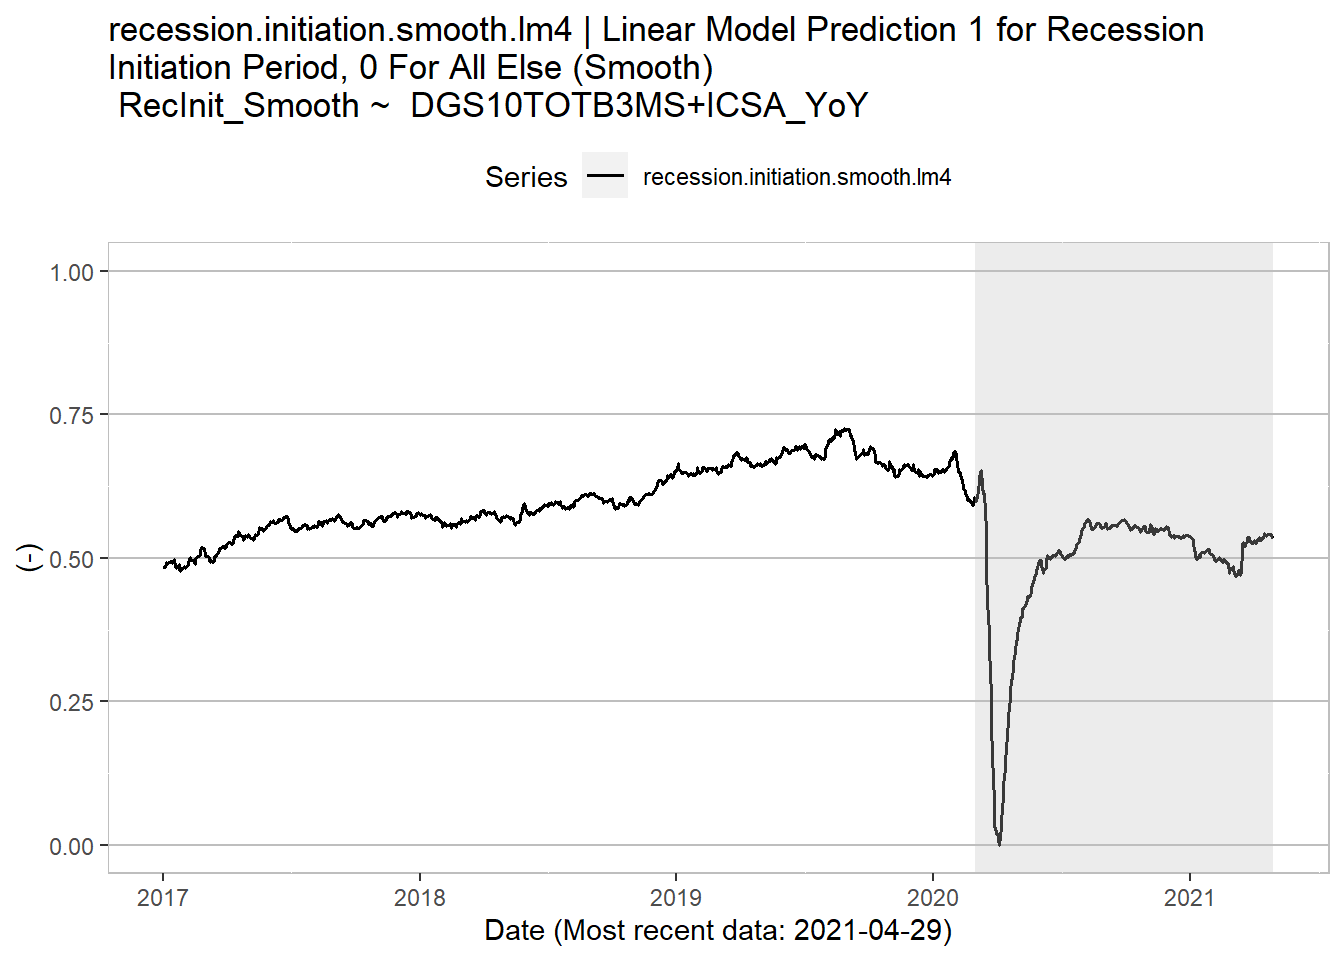 recession.initiation.smooth.lm4 | Linear Model Prediction 1 for Recession
Initiation Period, 0 For All Else (Smooth)
RecInit_Smooth ~  DGS10TOTB3MS+ICSA_YoY
Series
recession.initiation.smooth.lm4
(-)
1.00
0.75
0.50
0.25
0.00
2017
2018
2019
2020
2021
Date (Most recent data: 2021-04-29)